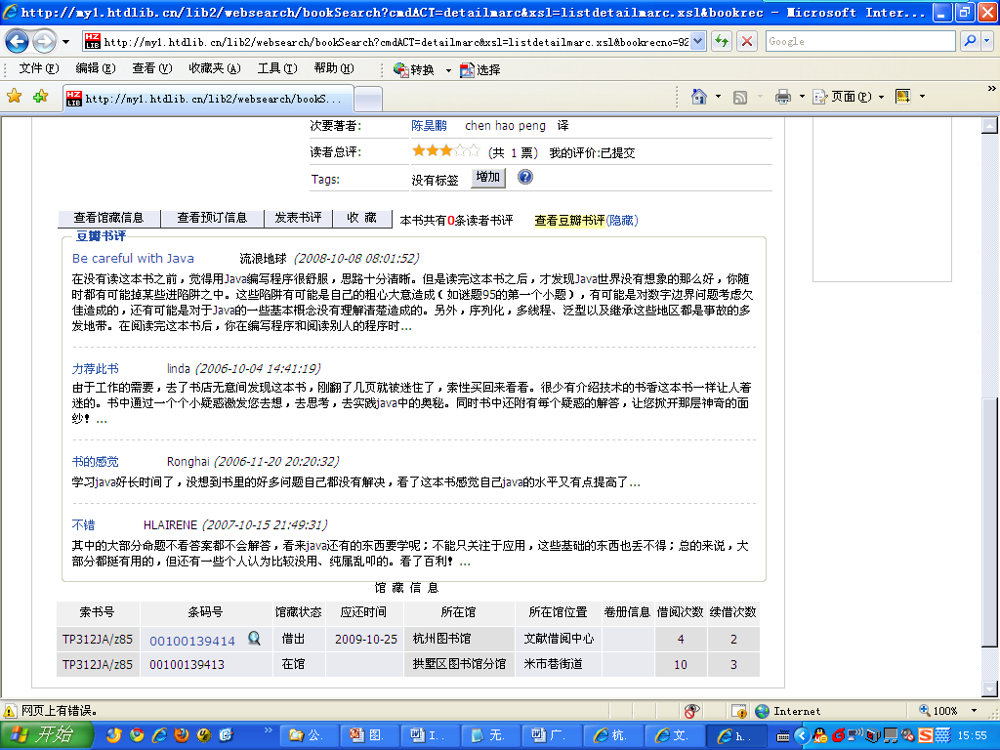 http://my1.htdlib.cn/lib2/websearch/bookSearch?cmdACT=detailmarc&xsl=listdetailmarc.xsl&bookrec - Microsoft Inter...
HZ LIB http://my1.htdlib.cn/lib2/websearch/bookSearch?cmdACT=detailmarc&xsl=listdetailmarc.xsl&bookrecno=92 Google
文件(F) 编辑(E) 查看(V) 收藏夹(A) 工具(T) 帮助(H) 转换 选择
HZ LIB http://my1.htdlib.cn/lib2/websearch/bookS... 页面(P) »
次要著者: 陈昊鹏 chen hao peng 译
读者总评: (共 1 票) 我的评价:已提交
Tags: 没有标签 增加 ?
查看馆藏信息 查看预订信息 发表书评 收 藏 本书共有0条读者书评 查看豆瓣书评(隐藏)
豆瓣书评
Be careful with Java 流浪地球 (2008-10-08 08:01:52)
在没有读这本书之前，觉得用Java编写程序很舒服，思路十分清晰。但是读完这本书之后，才发现Java世界没有想象的那么好，你随
时都有可能掉某些进陷阱之中。这些陷阱有可能是自己的粗心大意造成（如谜题95的第一个小题），有可能是对数字边界问题考虑欠
佳造成的，还有可能是对于Java的一些基本概念没有理解清楚造成的。另外，序列化，多线程、泛型以及继承这些地区都是事故的多
发地带。在阅读完这本书后，你在编写程序和阅读别人的程序时...
力荐此书 linda (2006-10-04 14:41:19)
由于工作的需要，去了书店无意间发现这本书，刚翻了几页就被迷住了，索性买回来看看。很少有介绍技术的书香这本书一样让人着
迷的。书中通过一个个小疑惑激发您去想，去思考，去实践java中的奥秘。同时书中还附有每个疑惑的解答，让您掀开那层神奇的面
纱！ ...
书的感觉 Ronghai (2006-11-20 20:20:32)
学习java好长时间了，没想到书里的好多问题自己都没有解决，看了这本书感觉自己java的水平又有点提高了...
不错 HLAIRENE (2007-10-15 21:49:31)
其中的大部分命题不看答案都不会解答，看来java还有的东西要学呢；不能只关注于应用，这些基础的东西也丢不得；总的来说，大
部分都挺有用的，但还有一些个人认为比较没用、纯属乱叩的。看了百利！ ...
馆 藏 信 息
索书号 条码号 馆藏状态 应还时间 所在馆 所在馆位置 卷册信息 借阅次数 续借次数
TP312JA/z85 00100139414 借出 2009-10-25 杭州图书馆 文献借阅中心 4 2
TP312JA/z85 00100139413 在馆 拱墅区图书馆分馆 米市巷街道 10 3
网页上有错误。 Internet 100%
开始 » 公. 图 I. 无. 广 杭. 文. h. 15:55